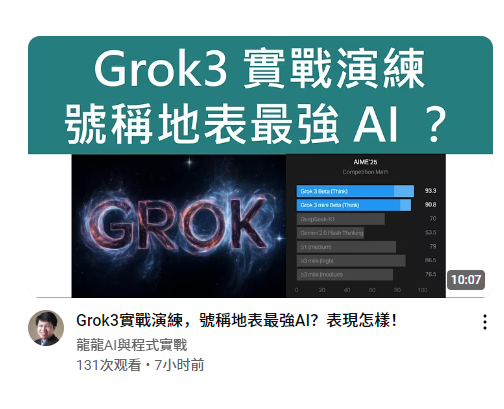 Grok3 實戰演練
號稱地表最強 AI ？
GROK
AIME'25
Competition Math
Grok 3 Beta (Think)
93.3
Grok 3 mini Beta (Think)
90.8
DeepSeek-R1
70
Gemini 2.0 Flash Thinking
53.5
o1 (medium)
79
o3 mini (high)
86.5
o3 mini (medium)
76.5
0 20 40 60 80 100
10:07
Grok3實戰演練，號稱地表最強AI？表現怎樣！
龍龍AI與程式實戰
131次观看 • 7小时前